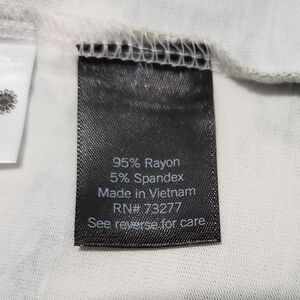 95% Rayon
5% Spandex
Made in Vietnam
RN# 73277
See reverse for care.